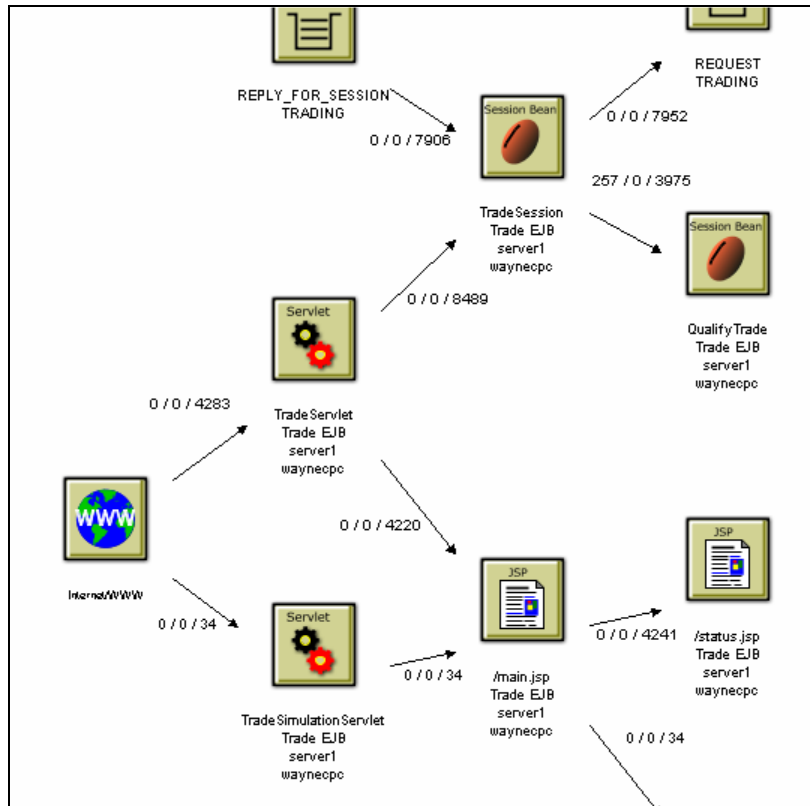 REPLY_FOR_SESSION
TRADING
REQUEST
TRADING
0 / 0 / 7906
Session Bean
0 / 0 / 7952
257 / 0 / 3975
TradeSession
Trade EJB
server1
waynecpc
Session Bean
QualifyTrade
Trade EJB
server1
waynecpc
0 / 0 / 8489
Servlet
TradeServlet
Trade EJB
server1
waynecpc
0 / 0 / 4283
WWW
Internet/WWW
0 / 0 / 4220
0 / 0 / 34
Servlet
TradeSimulationServlet
Trade EJB
server1
waynecpc
0 / 0 / 34
JSP
/main.jsp
Trade EJB
server1
waynecpc
0 / 0 / 4241
JSP
/status.jsp
Trade EJB
server1
waynecpc
0 / 0 / 34